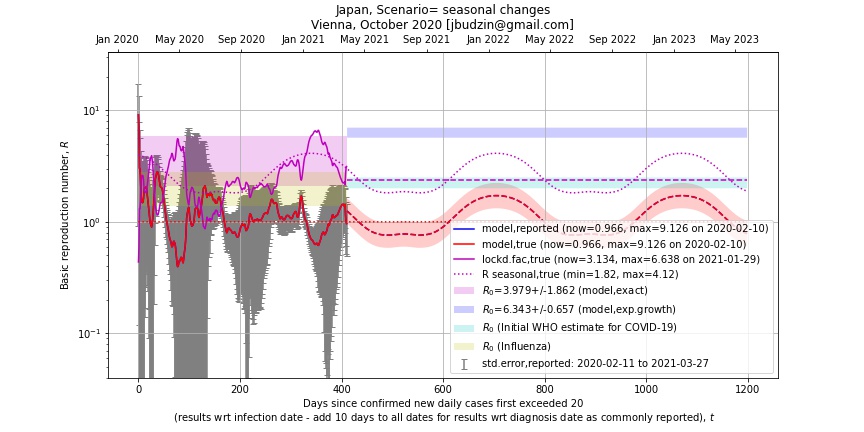 Japan, Scenario= seasonal changes
Vienna, October 2020 [jbudzin@gmail.com]
Jan 2020 May 2020 Sep 2020 Jan 2021 May 2021 Sep 2021 Jan 2022 May 2022 Sep 2022 Jan 2023 May 2023
Basic reproduction number, R
10¹
10⁰
10⁻¹
model,reported (now=0.966, max=9.126 on 2020-02-10)
model,true (now=0.966, max=9.126 on 2020-02-10)
lockd.fac,true (now=3.134, max=6.638 on 2021-01-29)
R seasonal,true (min=1.82, max=4.12)
R₀=3.979+/-1.862 (model,exact)
R₀=6.343+/-0.657 (model,exp.growth)
R₀ (Initial WHO estimate for COVID-19)
R₀ (Influenza)
std.error,reported: 2020-02-11 to 2021-03-27
0 200 400 600 800 1000 1200
Days since confirmed new daily cases first exceeded 20
(results wrt infection date - add 10 days to all dates for results wrt diagnosis date as commonly reported), t